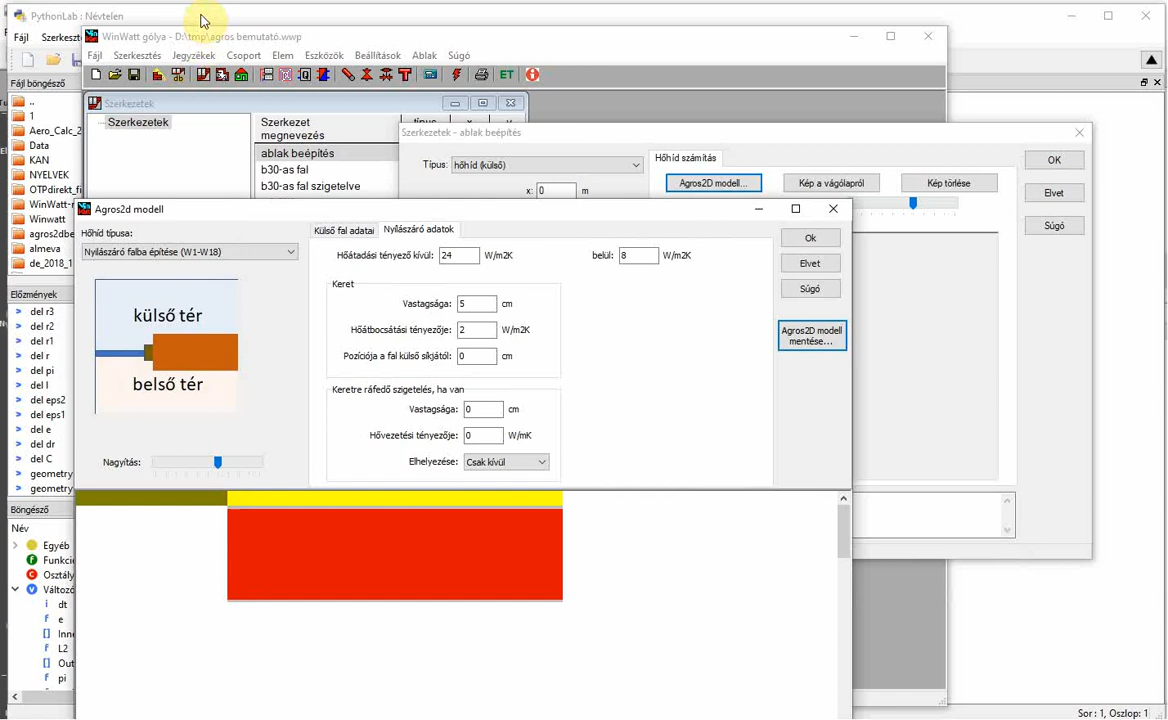 PythonLab : Névtelen
Fájl
Szerkeszt
Fájl böngésző
..
1
Aero_Calc_2
Data
KAN
NYELVEK
OTPdirekt_fi
Winwatt
almeva
de_2018_1
Előzmények
del r3
del r2
del r1
del r
del pi
del l
del eps2
del eps1
del e
del dr
del C
geometry
geometry
Böngésző
Név
Egyéb
Funkció
Osztály
Változó
dt
e
Inne
L2
Out
pi
Sor : 1, Oszlop: 1
WinWatt gólya - D:\tmp\agros bemutató.wwp
Fájl Szerkesztés Jegyzékek Csoport Elem Eszközök Beállítások Ablak Súgó
ET
Szerkezetek
Szerkezetek
Szerkezet
megnevezés
típus
x
y
ablak beépítés
b30-as fal
b30-as fal szigetelve
Szerkezetek - ablak beépítés
Típus: hőhíd (külső)
x: 0 m
Hőhíd számítás
Agros2D modell...
Kép a vágólapról
Kép törlése
OK
Elvet
Súgó
Agros2d modell
Hőhíd típusa:
Nyilászáró falba építése (W1-W18)
külső tér
belső tér
Nagyítás:
Külső fal adatai
Nyílászáró adatok
Hőátadási tényező kívül: 24 W/m2K
belül: 8 W/m2K
Keret
Vastagsága: 5 cm
Hőátbocsátási tényezője: 2 W/m2K
Pozíciója a fal külső síkjától: 0 cm
Keretre ráfedő szigetelés, ha van
Vastagsága: 0 cm
Hővezetési tényezője: 0 W/mK
Elhelyezése: Csak kívül
Ok
Elvet
Súgó
Agros2D modell
mentése...